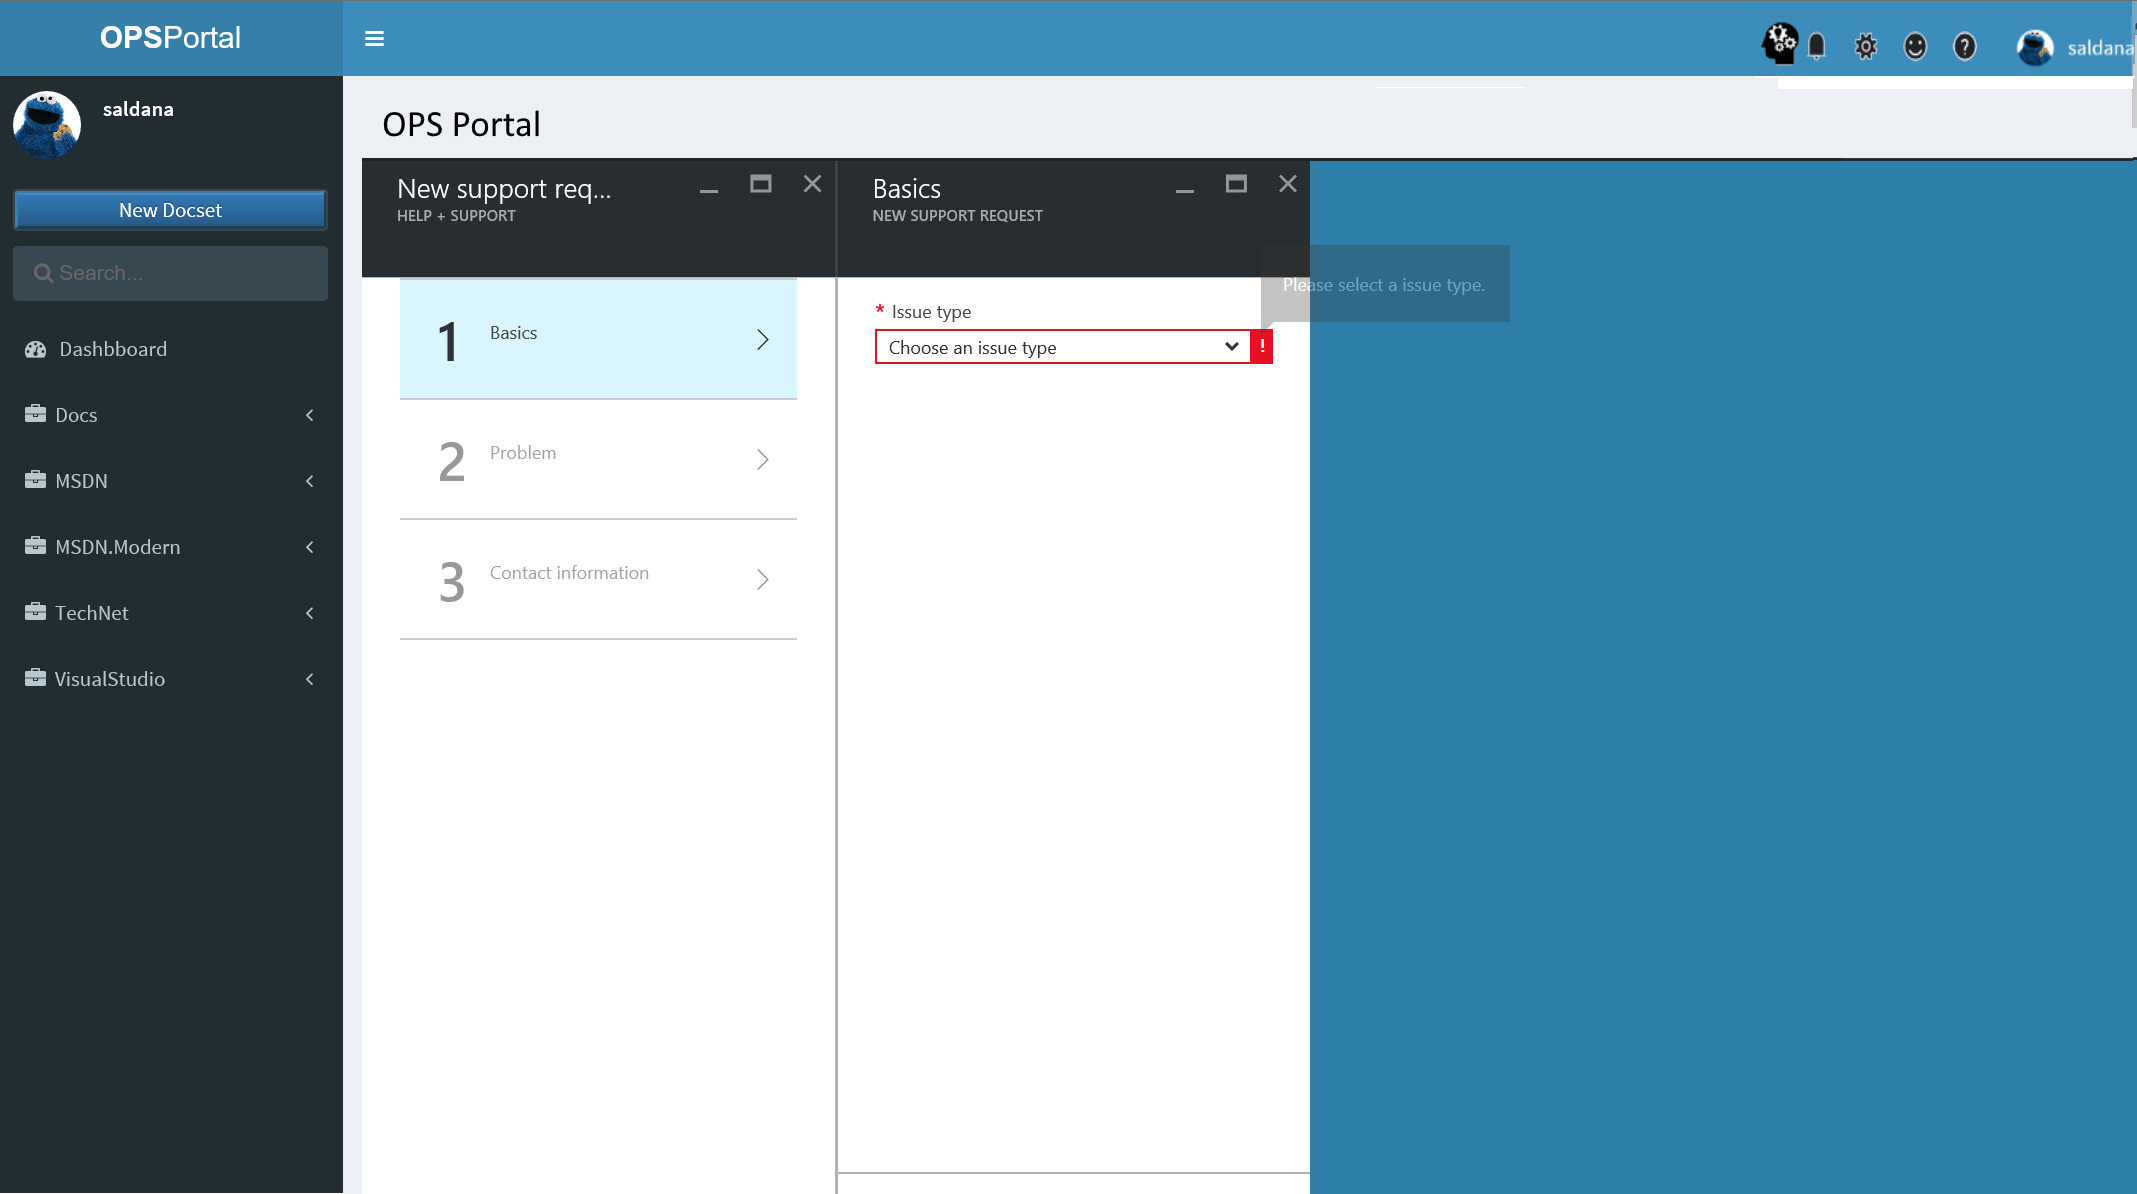 OPSPortal
saldana
saldana
New Docset
Search...
Dashbboard
Docs
MSDN
MSDN.Modern
TechNet
VisualStudio
OPS Portal
New support req...
HELP + SUPPORT
1 Basics
2 Problem
3 Contact information
Basics
NEW SUPPORT REQUEST
Please select a issue type.
* Issue type
Choose an issue type !